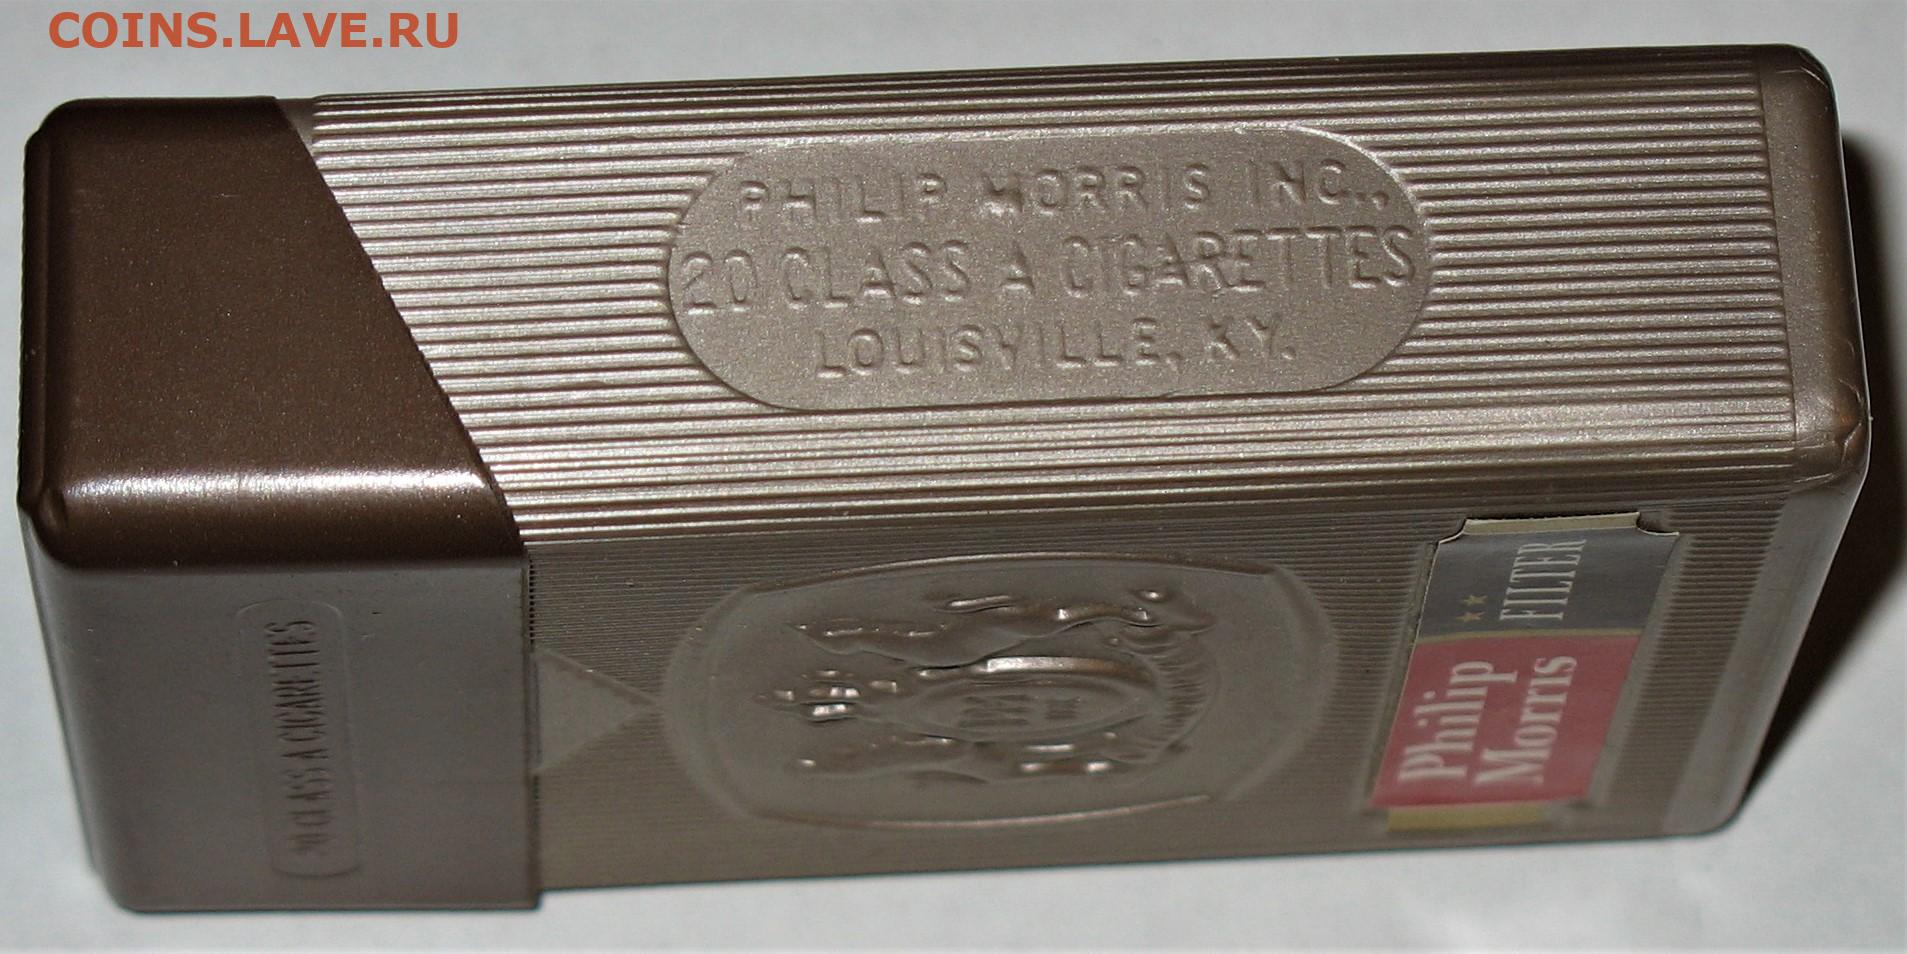 COINS.LAVE.RU
PHILIP MORRIS INC.,
20 CLASS A CIGARETTES
LOUISVILLE, KY.
20 CLASS A CIGARETTES
FILTER
Philip
Morris